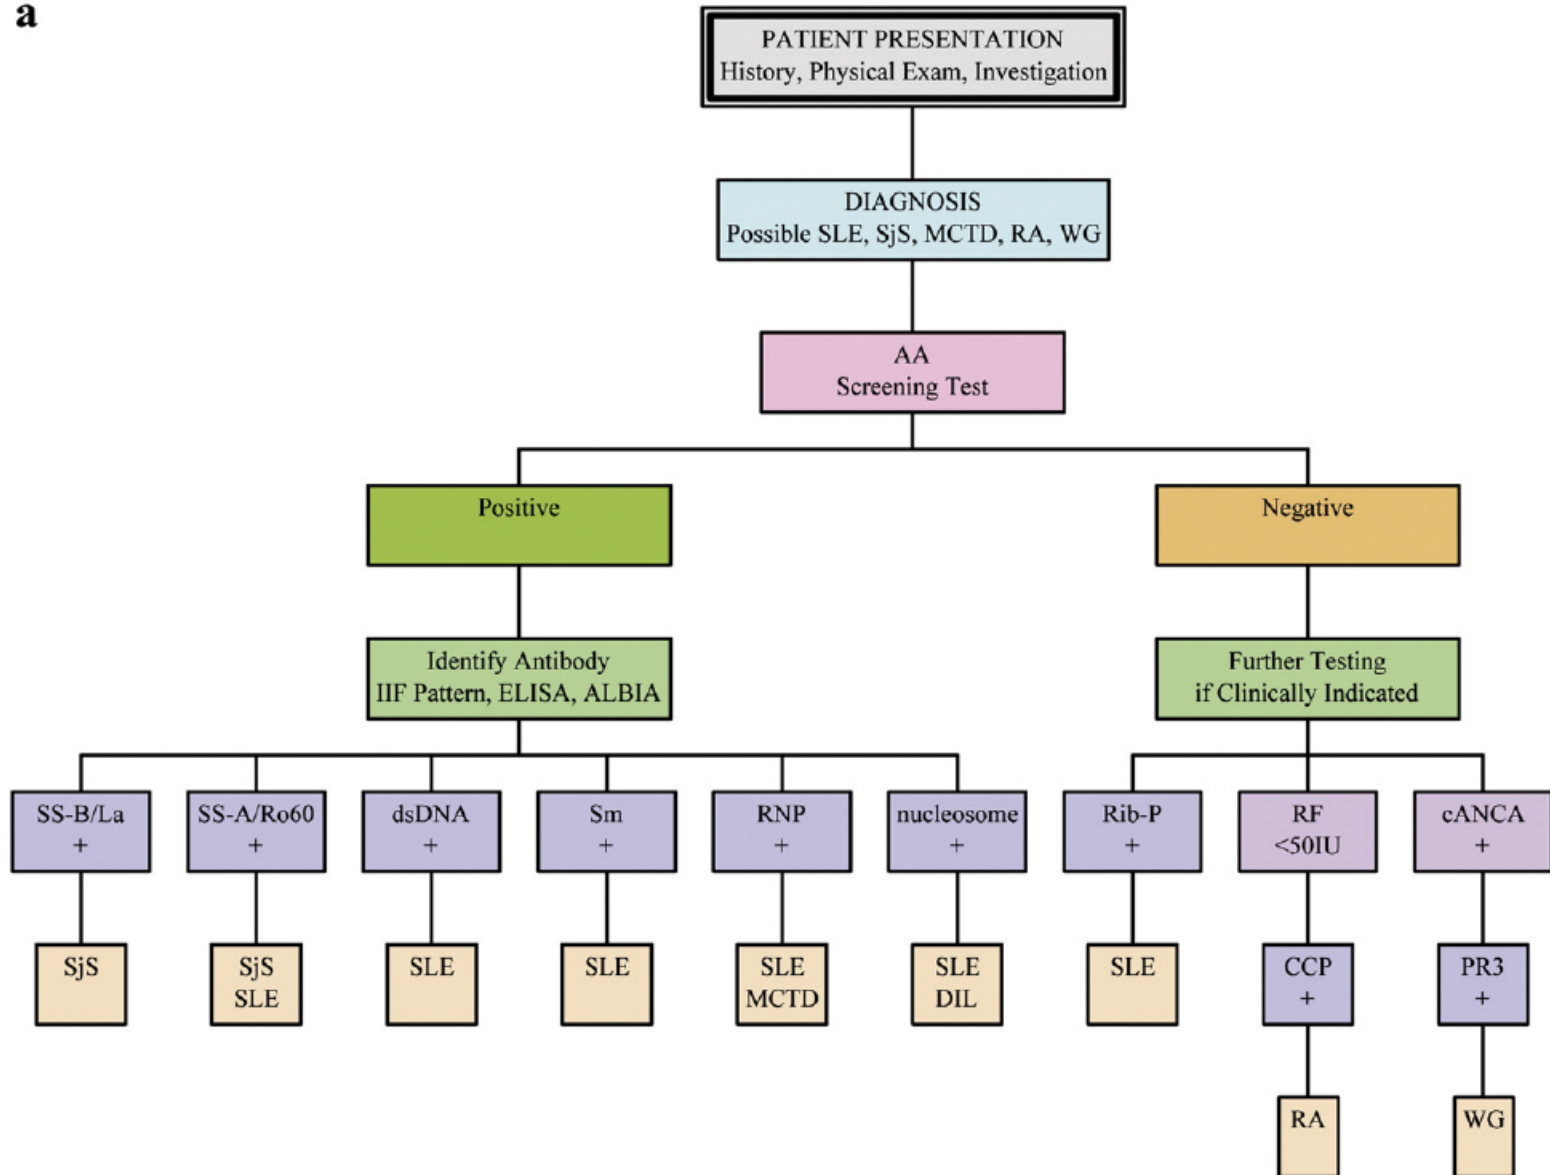 a
PATIENT PRESENTATION
History, Physical Exam, Investigation
DIAGNOSIS
Possible SLE, SjS, MCTD, RA, WG
AA
Screening Test
Positive
Negative
Identify Antibody
IIF Pattern, ELISA, ALBIA
Further Testing
if Clinically Indicated
SS-B/La
+
SS-A/Ro60
+
dsDNA
+
Sm
+
RNP
+
nucleosome
+
Rib-P
+
RF
<50IU
cANCA
+
SjS
SjS
SLE
SLE
SLE
SLE
MCTD
SLE
DIL
SLE
CCP
+
PR3
+
RA
WG